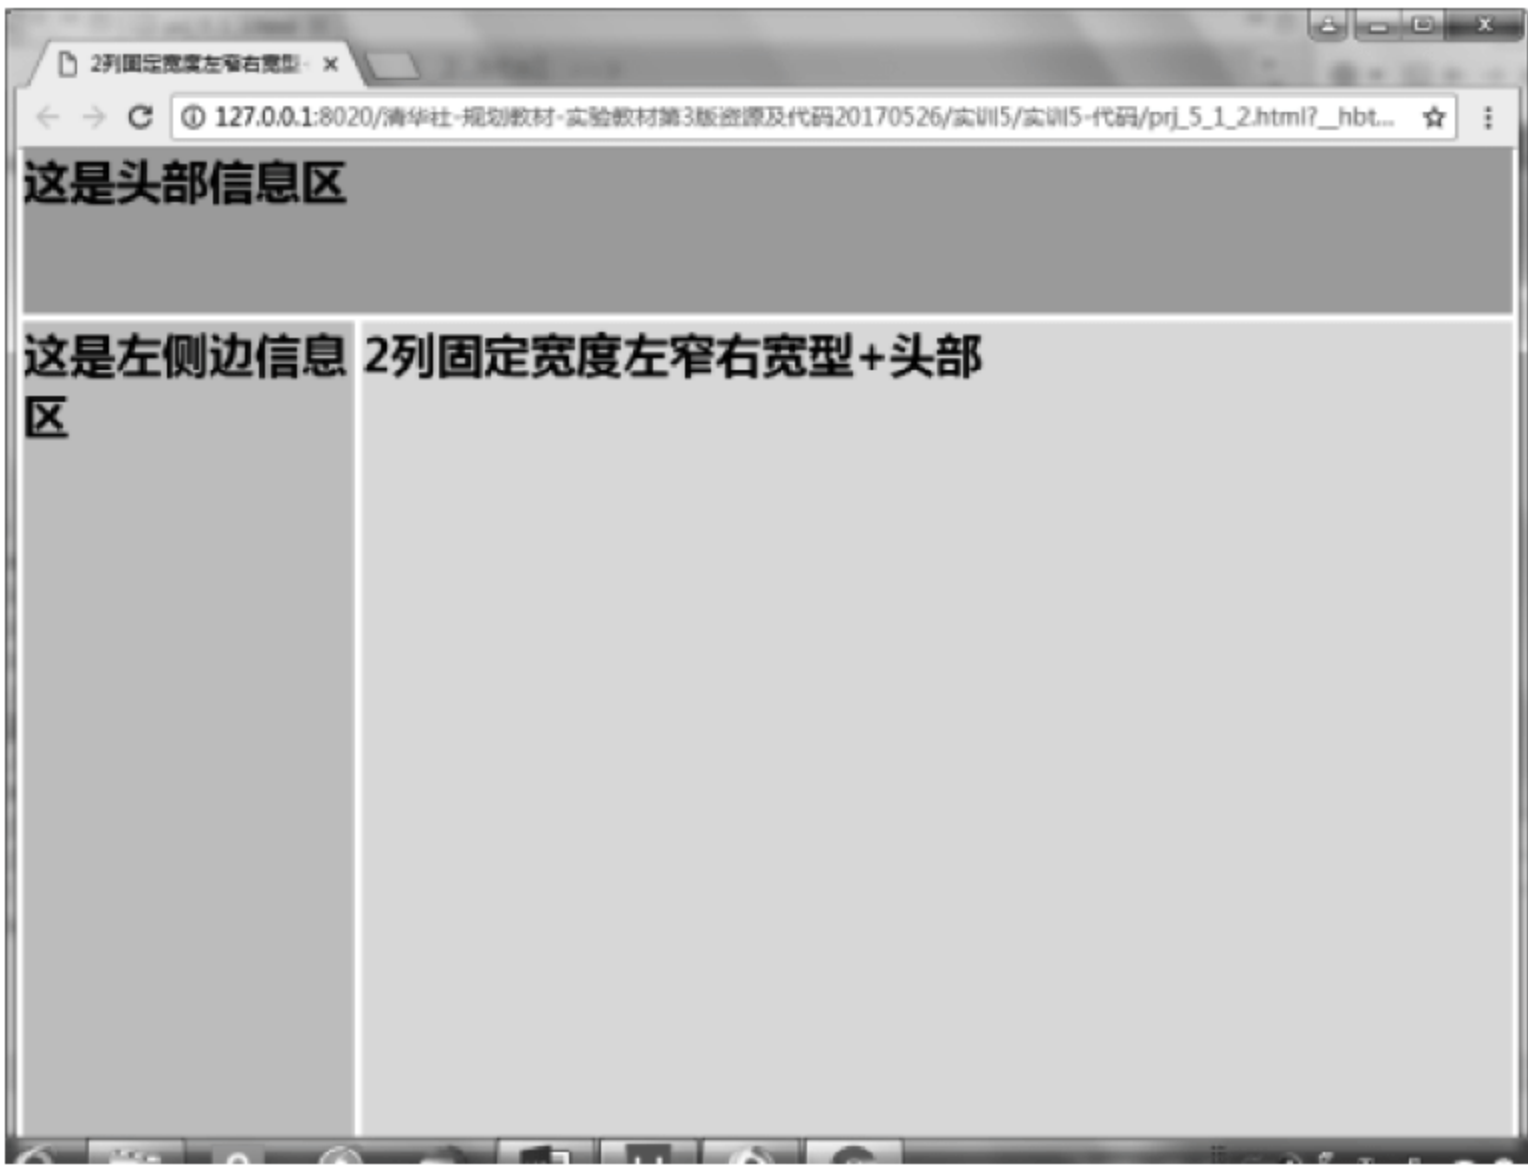 2列固定宽度左窄右宽型
127.0.0.1:8020/清华社-规划教材-实验教材第3版资源及代码20170526/实训5/实训5-代码/prj_5_1_2.html?__hbt...
这是头部信息区
这是左侧边信息
区
2列固定宽度左窄右宽型+头部